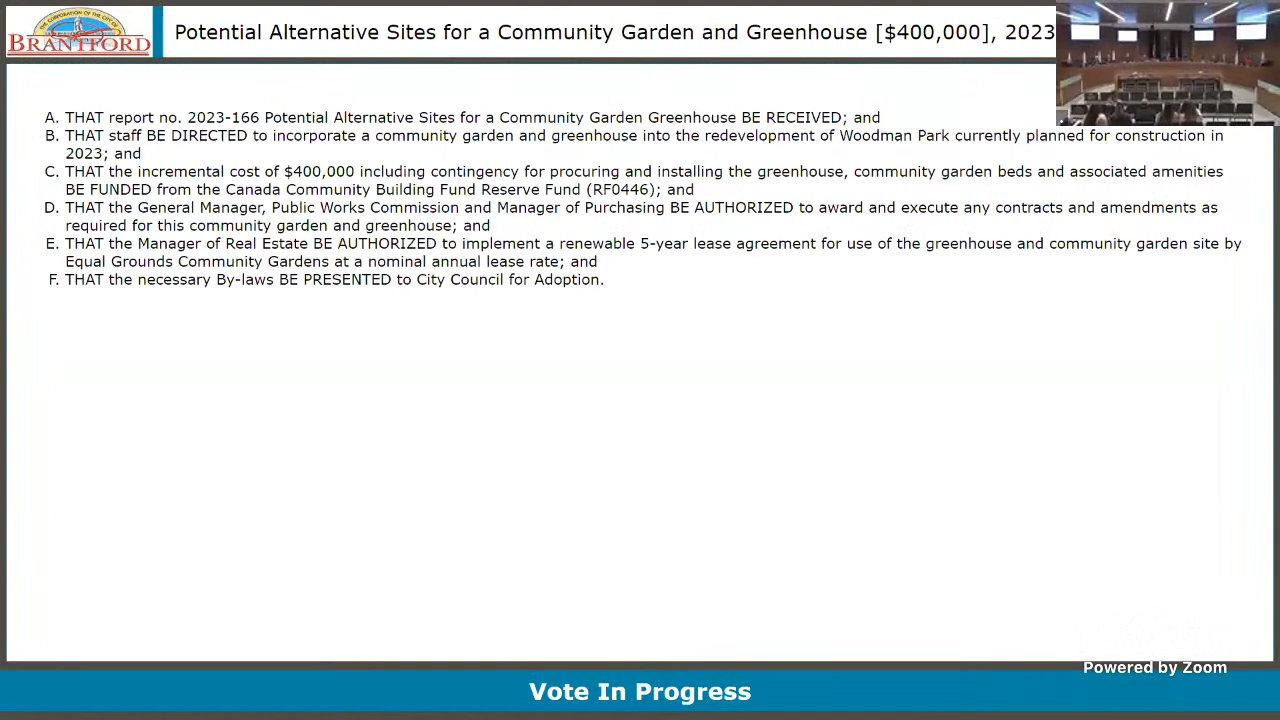 THE CORPORATION OF THE CITY OF
BRANTFORD
Potential Alternative Sites for a Community Garden and Greenhouse [$400,000], 2023
A. THAT report no. 2023-166 Potential Alternative Sites for a Community Garden Greenhouse BE RECEIVED; and
B. THAT staff BE DIRECTED to incorporate a community garden and greenhouse into the redevelopment of Woodman Park currently planned for construction in
2023; and
C. THAT the incremental cost of $400,000 including contingency for procuring and installing the greenhouse, community garden beds and associated amenities
BE FUNDED from the Canada Community Building Fund Reserve Fund (RF0446); and
D. THAT the General Manager, Public Works Commission and Manager of Purchasing BE AUTHORIZED to award and execute any contracts and amendments as
required for this community garden and greenhouse; and
E. THAT the Manager of Real Estate BE AUTHORIZED to implement a renewable 5-year lease agreement for use of the greenhouse and community garden site by
Equal Grounds Community Gardens at a nominal annual lease rate; and
F. THAT the necessary By-laws BE PRESENTED to City Council for Adoption.
Powered by Zoom
Vote In Progress